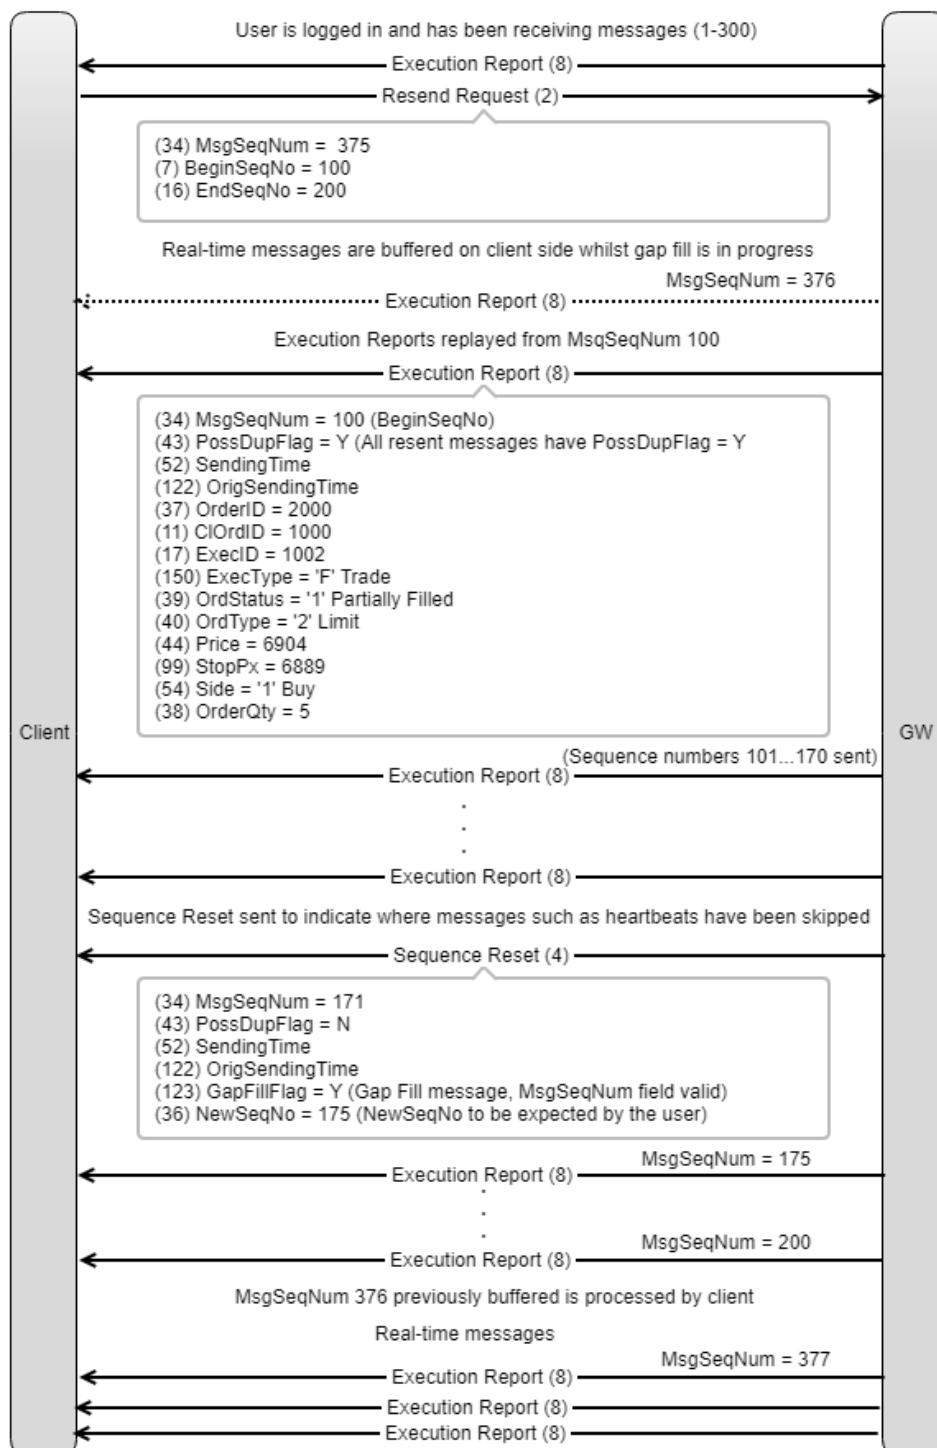 User is logged in and has been receiving messages (1-300)
Execution Report (8)
Resend Request (2)
(34) MsgSeqNum = 375
(7) BeginSeqNo = 100
(16) EndSeqNo = 200
Real-time messages are buffered on client side whilst gap fill is in progress
MsgSeqNum = 376
Execution Report (8)
Execution Reports replayed from MsqSeqNum 100
Execution Report (8)
(34) MsgSeqNum = 100 (BeginSeqNo)
(43) PossDupFlag = Y (All resent messages have PossDupFlag = Y
(52) SendingTime
(122) OrigSendingTime
(37) OrderID = 2000
(11) ClOrdID = 1000
(17) ExecID = 1002
(150) ExecType = 'F' Trade
(39) OrdStatus = '1' Partially Filled
(40) OrdType = '2' Limit
(44) Price = 6904
(99) StopPx = 6889
(54) Side = '1' Buy
(38) OrderQty = 5
Client
GW
(Sequence numbers 101...170 sent)
Execution Report (8)
.
.
.
Execution Report (8)
Sequence Reset sent to indicate where messages such as heartbeats have been skipped
Sequence Reset (4)
(34) MsgSeqNum = 171
(43) PossDupFlag = N
(52) SendingTime
(122) OrigSendingTime
(123) GapFillFlag = Y (Gap Fill message, MsgSeqNum field valid)
(36) NewSeqNo = 175 (NewSeqNo to be expected by the user)
MsgSeqNum = 175
Execution Report (8)
.
.
.
MsgSeqNum = 200
Execution Report (8)
MsgSeqNum 376 previously buffered is processed by client
Real-time messages
MsgSeqNum = 377
Execution Report (8)
Execution Report (8)
Execution Report (8)